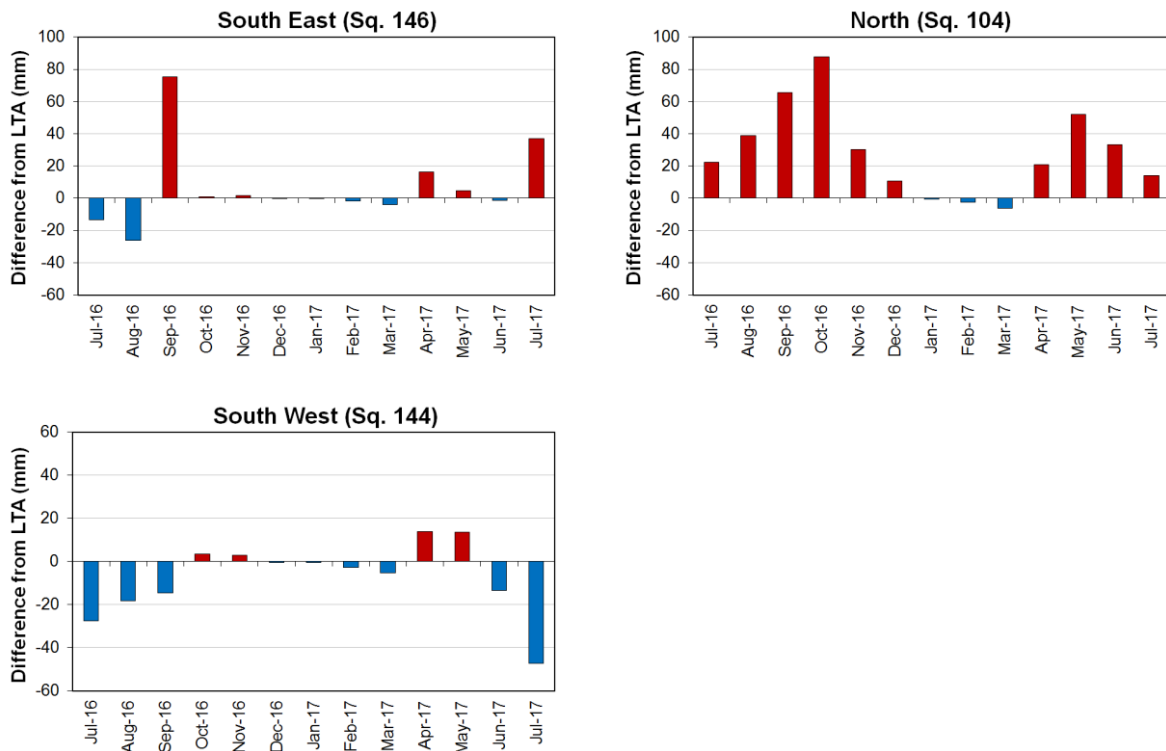 South East (Sq. 146)
Difference from LTA (mm)
100
80
60
40
20
0
-20
-40
-60
Jul-16
Aug-16
Sep-16
Oct-16
Nov-16
Dec-16
Jan-17
Feb-17
Mar-17
Apr-17
May-17
Jun-17
Jul-17
North (Sq. 104)
Difference from LTA (mm)
100
80
60
40
20
0
-20
-40
-60
Jul-16
Aug-16
Sep-16
Oct-16
Nov-16
Dec-16
Jan-17
Feb-17
Mar-17
Apr-17
May-17
Jun-17
Jul-17
South West (Sq. 144)
Difference from LTA (mm)
60
40
20
0
-20
-40
-60
Jul-16
Aug-16
Sep-16
Oct-16
Nov-16
Dec-16
Jan-17
Feb-17
Mar-17
Apr-17
May-17
Jun-17
Jul-17